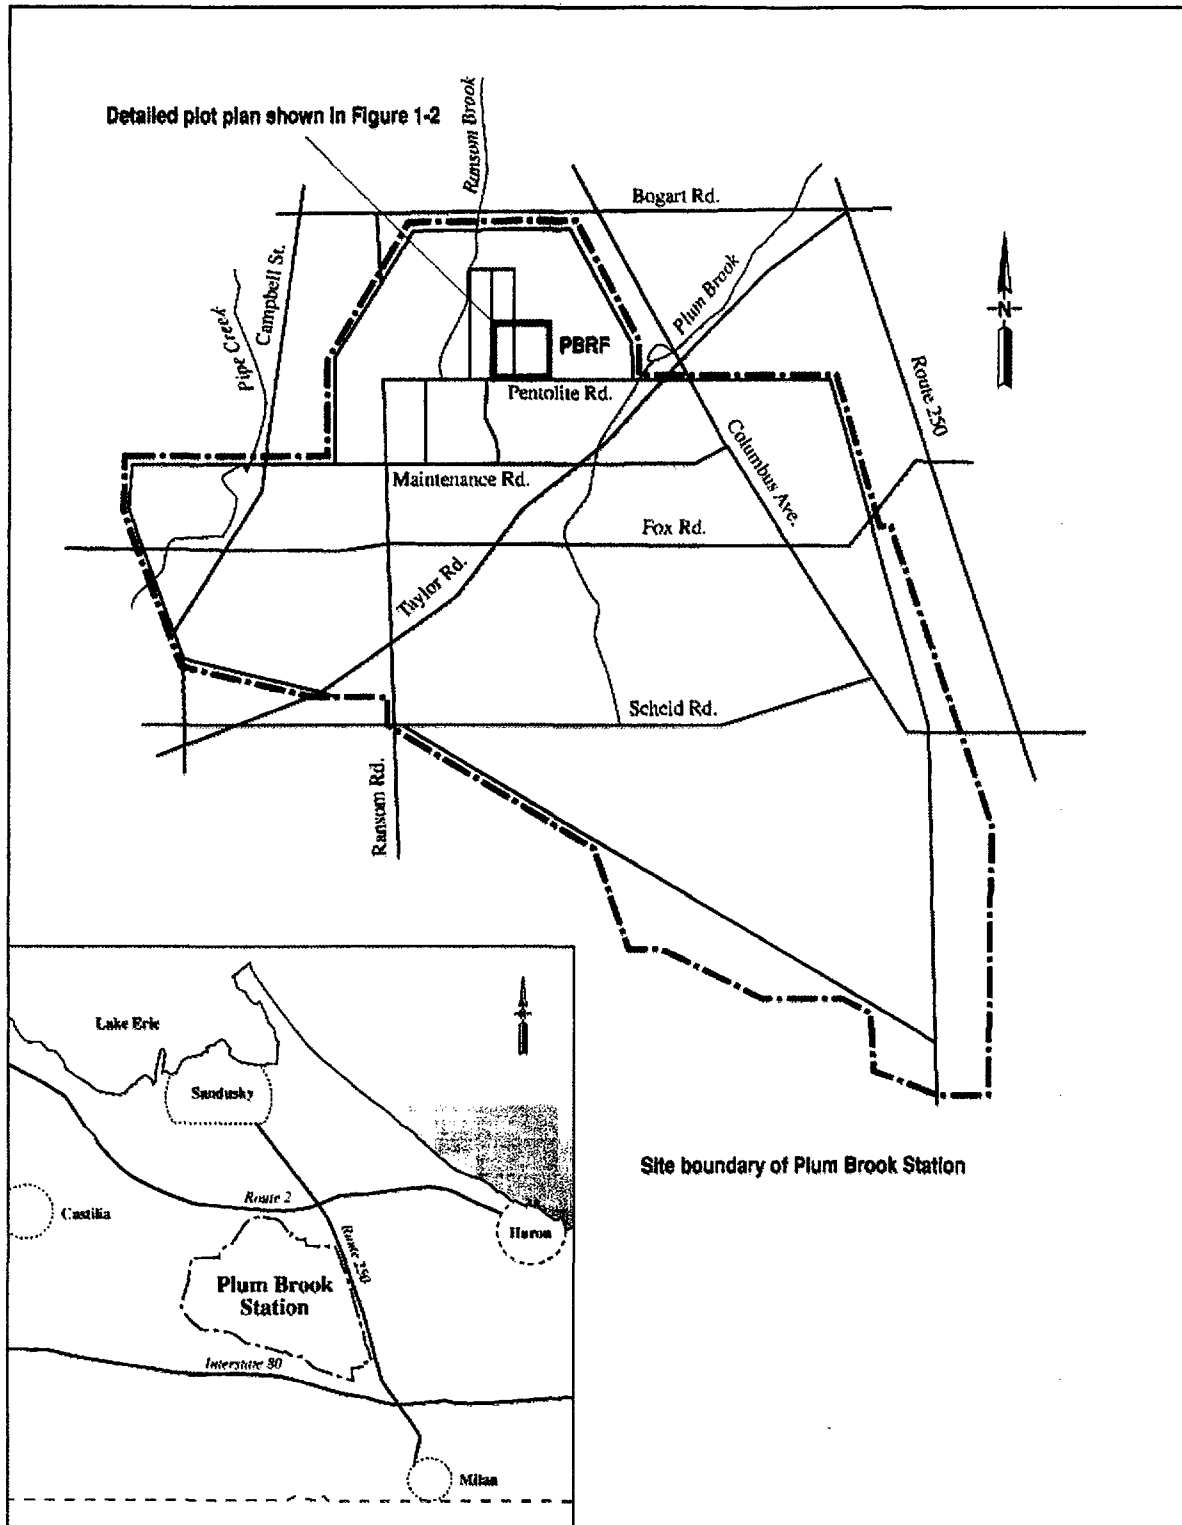 Detailed plot plan shown in Figure 1-2
Ransom Brook
Bogart Rd.
Campbell St.
Pipe Creek
Plum Brook
N
PBRF
Route 250
Pentolite Rd.
Columbus Ave.
Maintenance Rd.
Fox Rd.
Taylor Rd.
Scheid Rd.
Ransom Rd.
Lake Erie
Sandusky
Site boundary of Plum Brook Station
Route 2
Castilia
Huron
Route 250
Plum Brook
Station
Interstate 80
Milan